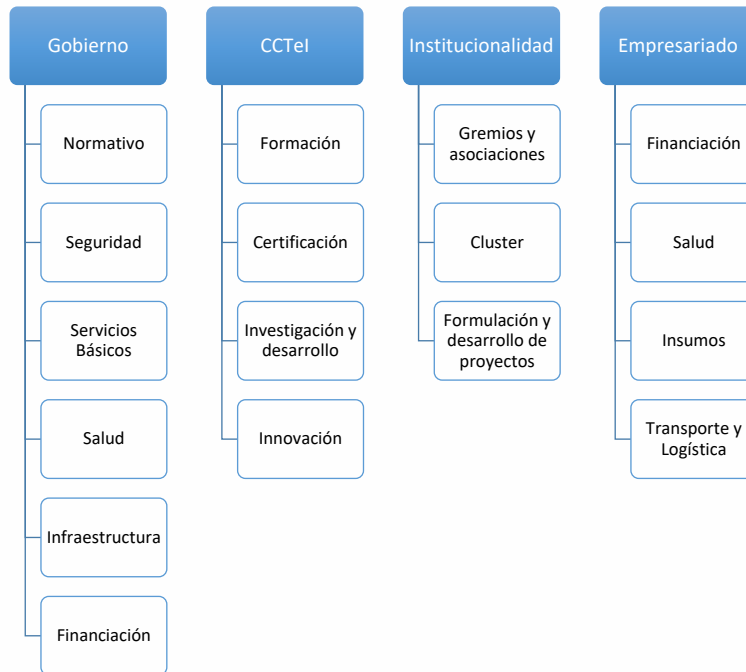 Gobierno
Normativo
Seguridad
Servicios
Básicos
Salud
Infraestructura
Financiación
CCTeI
Formación
Certificación
Investigación y
desarrollo
Innovación
Institucionalidad
Gremios y
asociaciones
Cluster
Formulación y
desarrollo de
proyectos
Empresariado
Financiación
Salud
Insumos
Transporte y
Logística